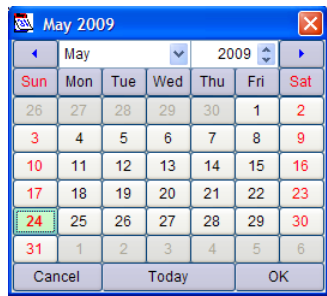 May 2009
May 2009
Sun Mon Tue Wed Thu Fri Sat
26 27 28 29 30 1 2
3 4 5 6 7 8 9
10 11 12 13 14 15 16
17 18 19 20 21 22 23
24 25 26 27 28 29 30
31 1 2 3 4 5 6
Cancel Today OK